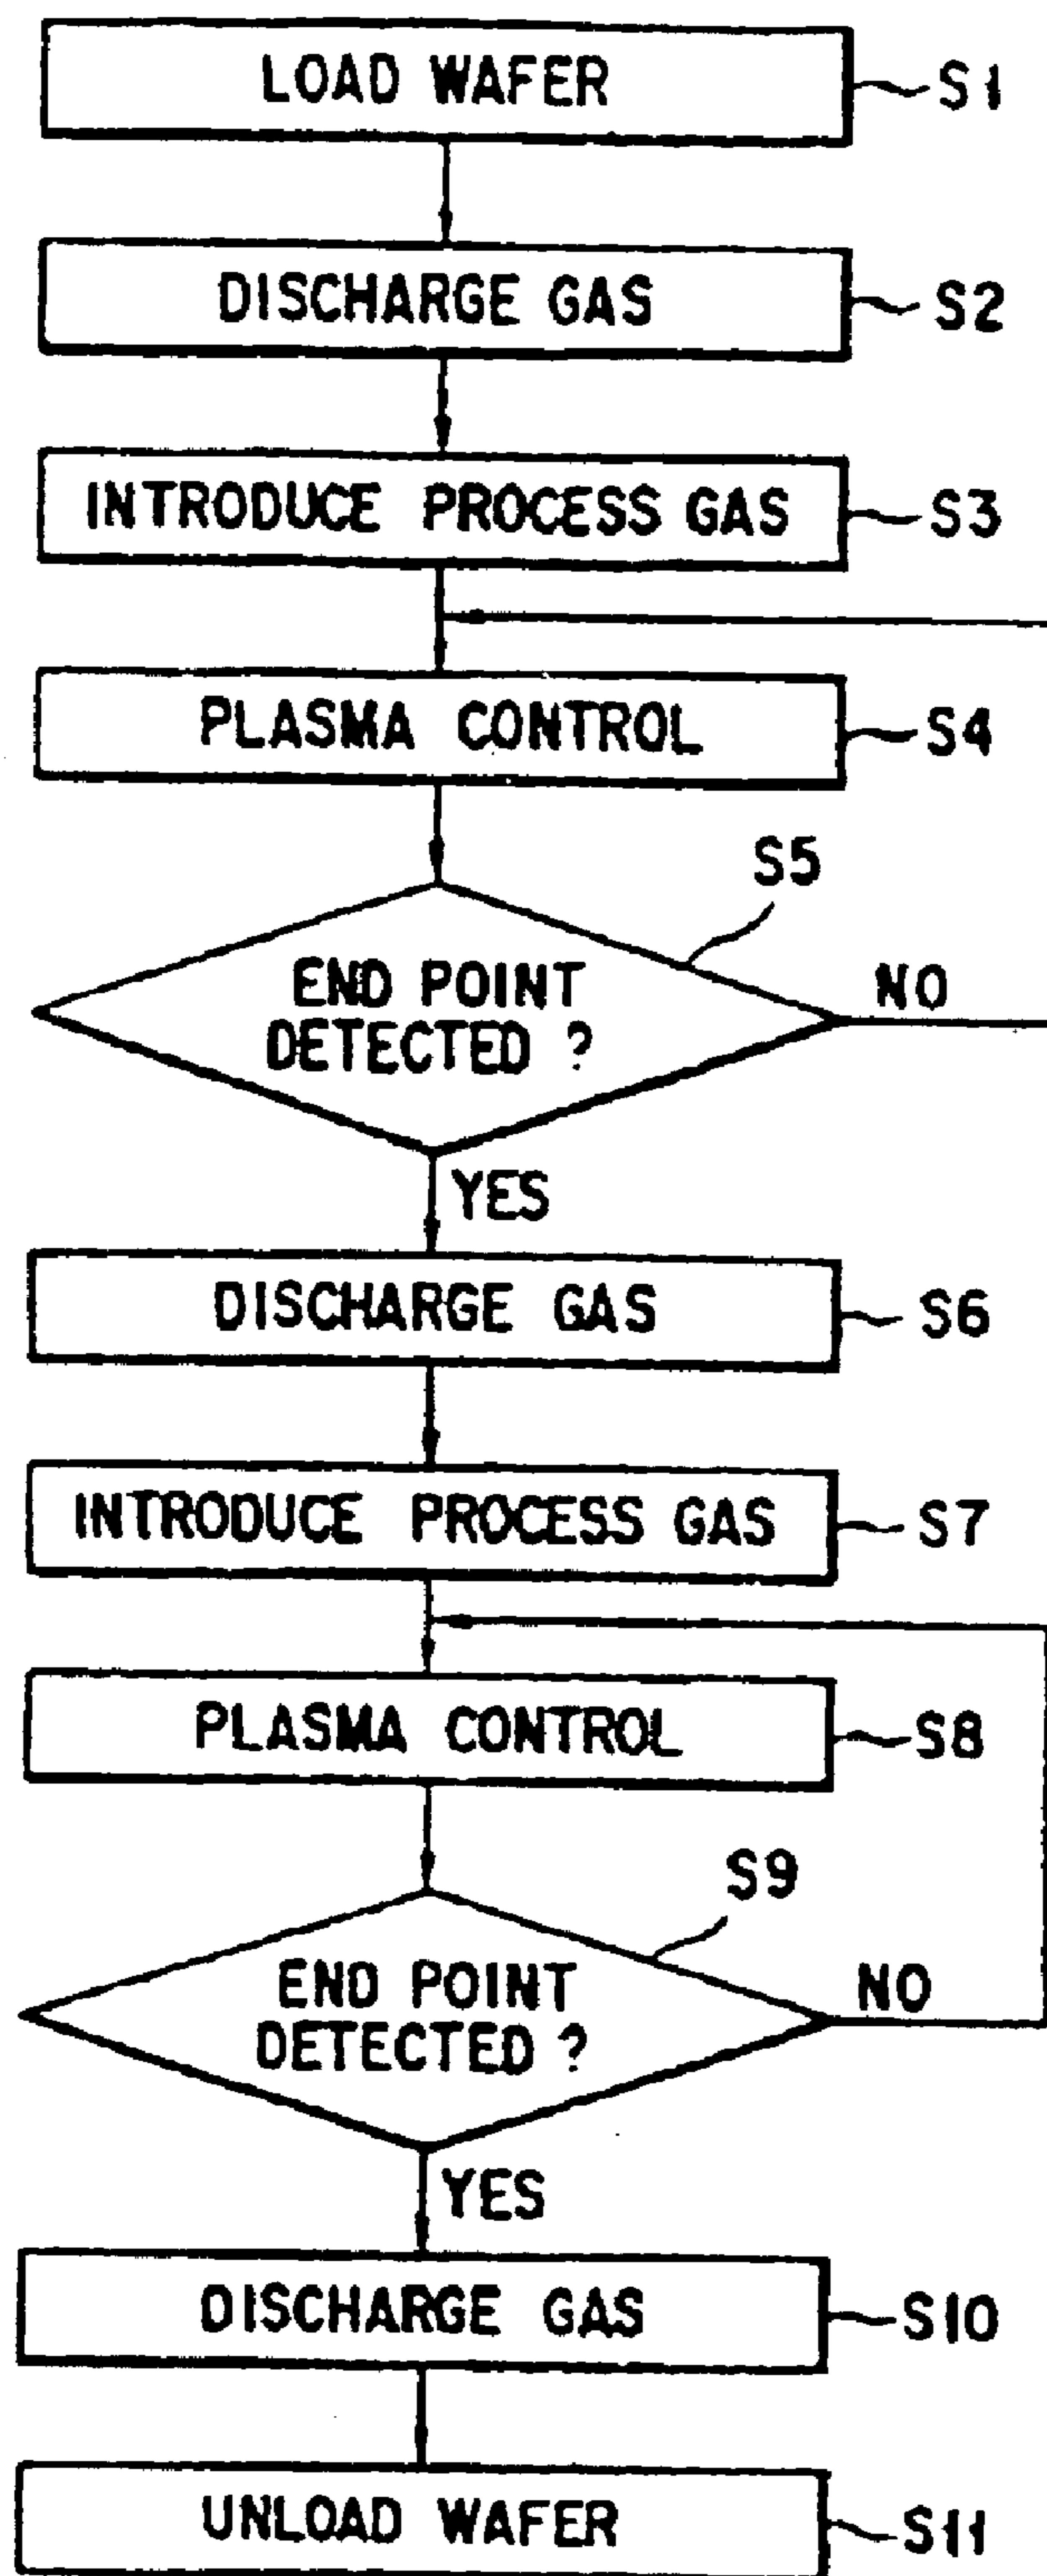 LOAD WAFER
S1
DISCHARGE GAS
S2
INTRODUCE PROCESS GAS
S3
PLASMA CONTROL
S4
S5
END POINT
DETECTED ?
NO
YES
DISCHARGE GAS
S6
INTRODUCE PROCESS GAS
S7
PLASMA CONTROL
S8
S9
END POINT
DETECTED ?
NO
YES
DISCHARGE GAS
S10
UNLOAD WAFER
S11